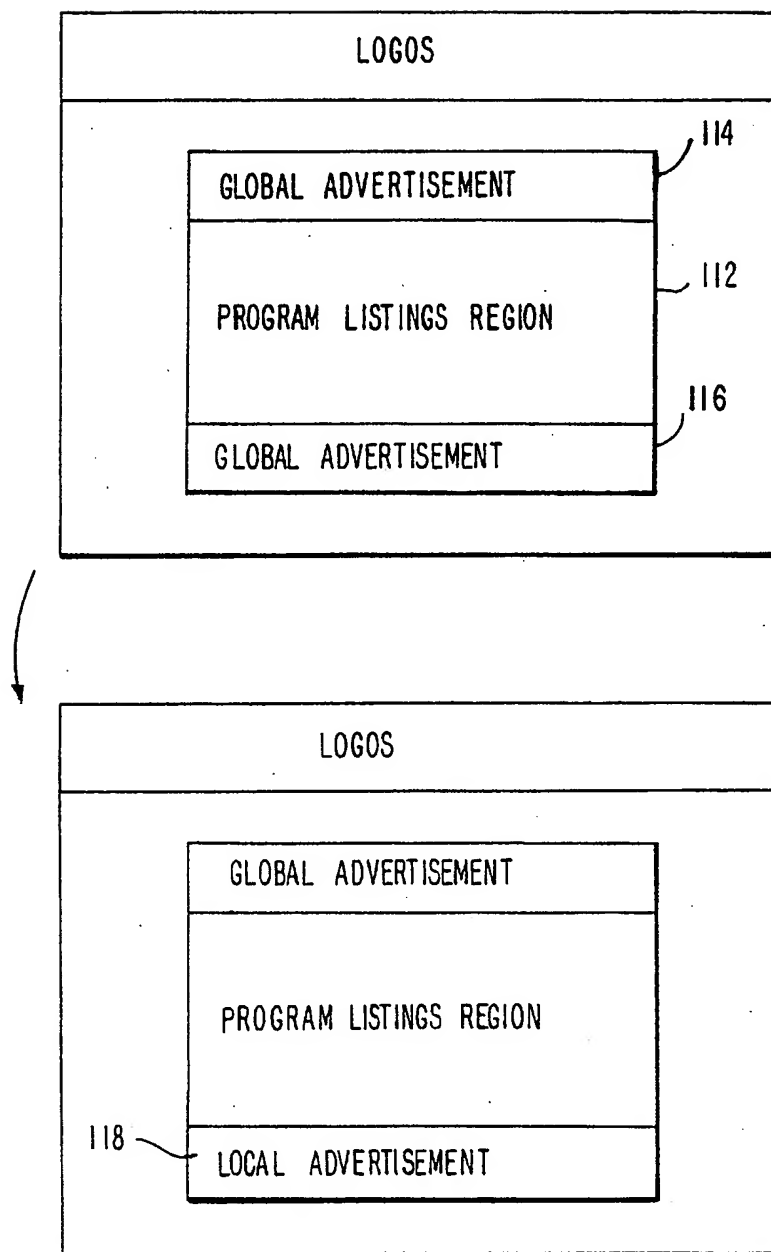 LOGOS
114
GLOBAL ADVERTISEMENT
112
PROGRAM LISTINGS REGION
116
GLOBAL ADVERTISEMENT
LOGOS
GLOBAL ADVERTISEMENT
PROGRAM LISTINGS REGION
118
LOCAL ADVERTISEMENT